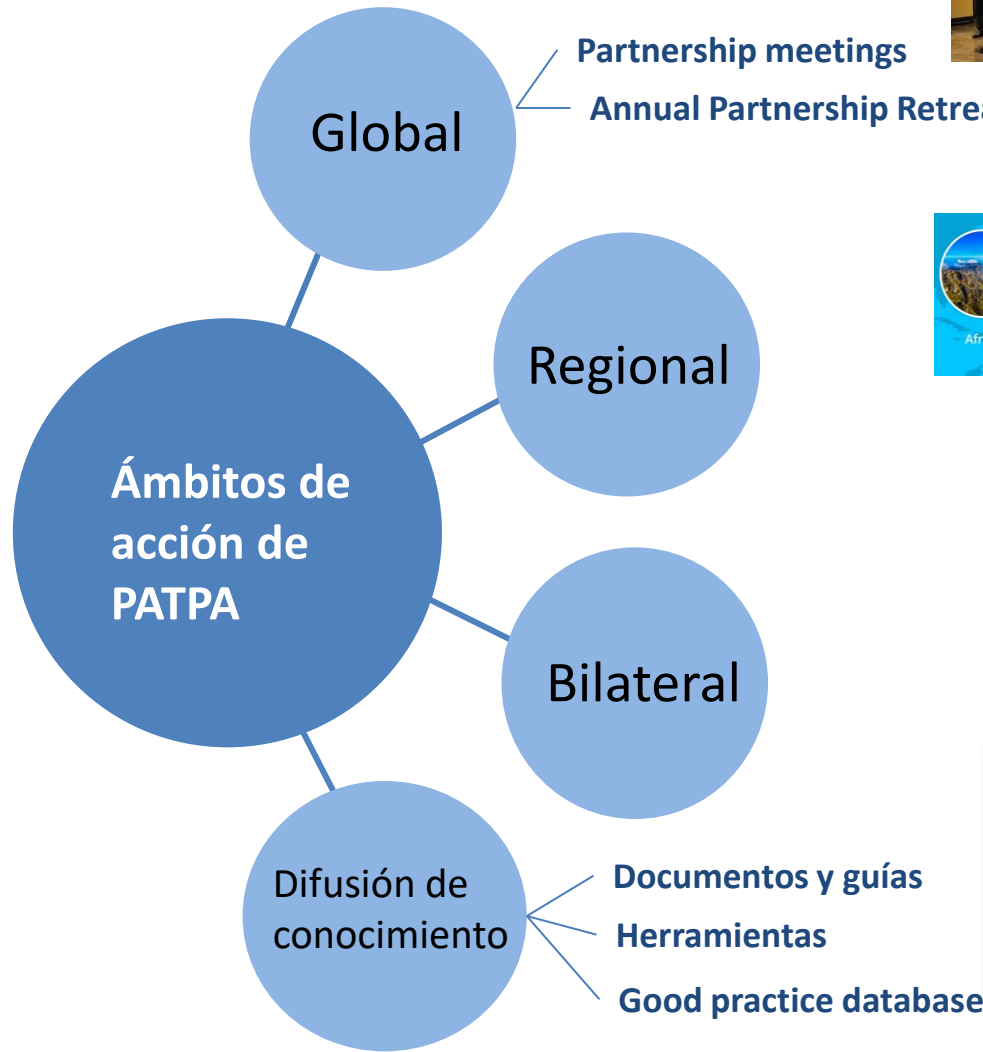 Partnership meetings
Global
Annual Partnership
Regional
Ámbitos de
acción de
PATPA
Bilateral
Difusión de
conocimiento
Documentos y guías
Herramientas
Good practice database